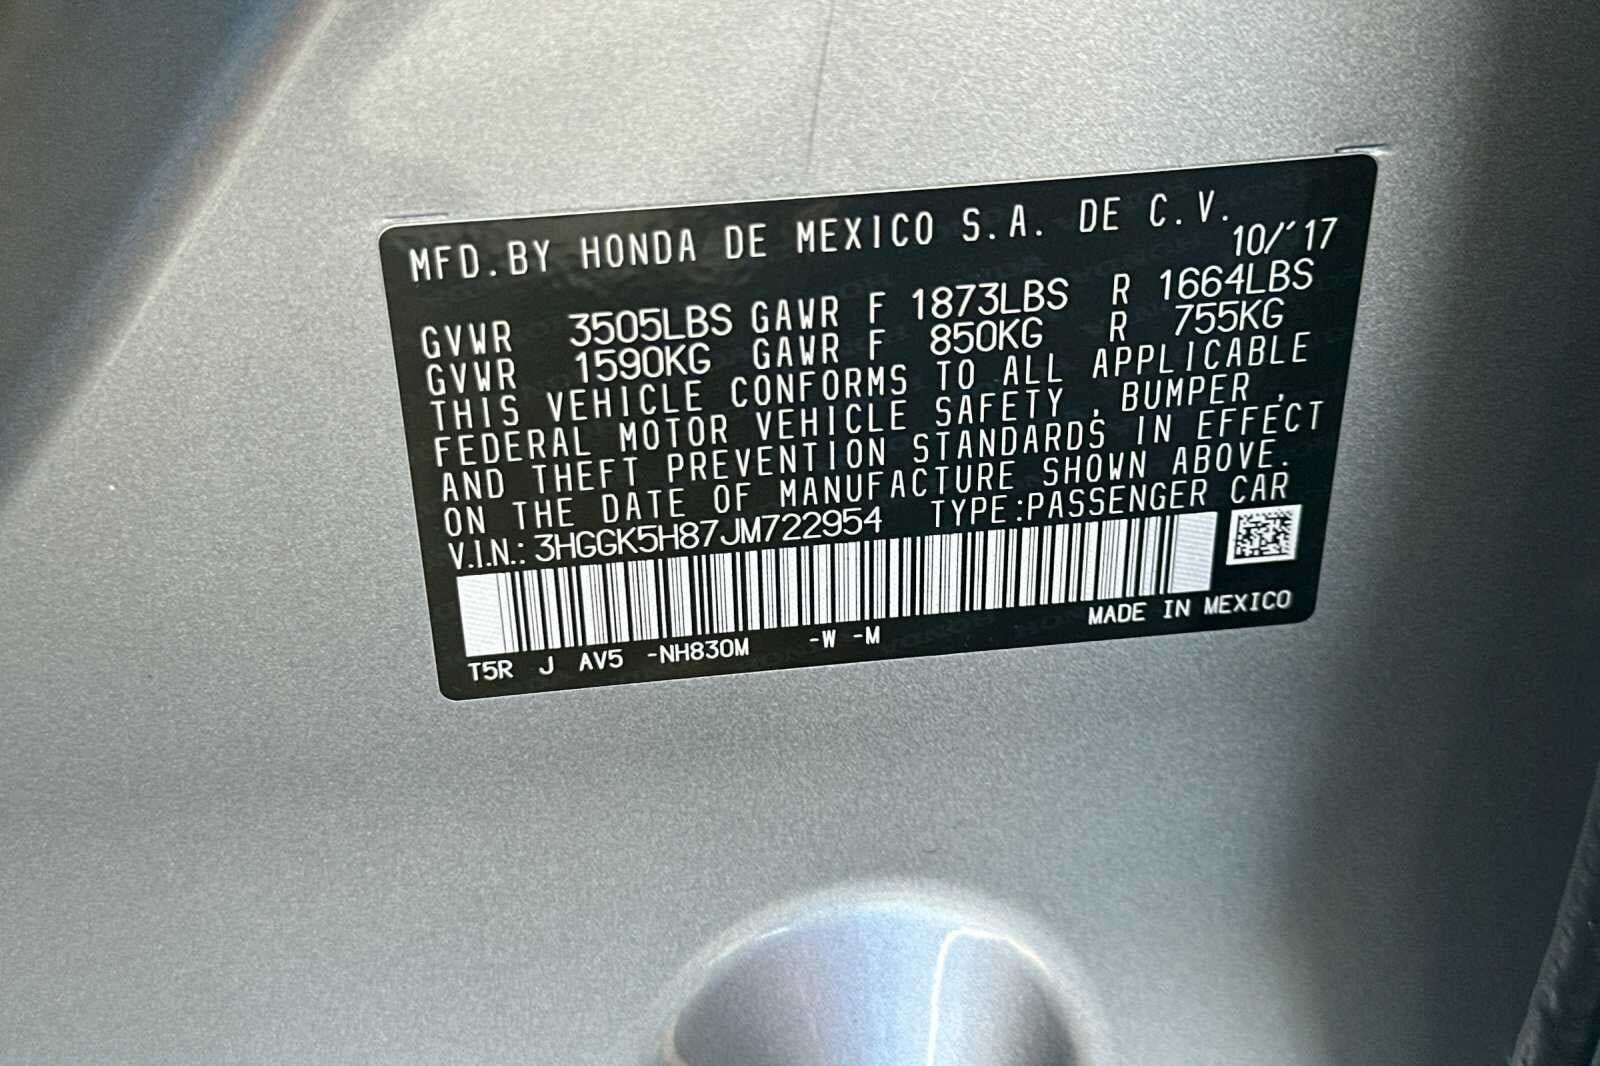 MFD.BY HONDA DE MEXICO S.A. DE C.V.
10/'17
GVWR 3505LBS GAWR F 1873LBS R 1664LBS
GVWR 1590KG GAWR F 850KG R 755KG
THIS VEHICLE CONFORMS TO ALL APPLICABLE
FEDERAL MOTOR VEHICLE SAFETY , BUMPER ,
AND THEFT PREVENTION STANDARDS IN EFFECT
ON THE DATE OF MANUFACTURE SHOWN ABOVE.
V.I.N.: 3HGGK5H87JM722954 TYPE:PASSENGER CAR
MADE IN MEXICO
T5R J AV5 -NH830M -W -M